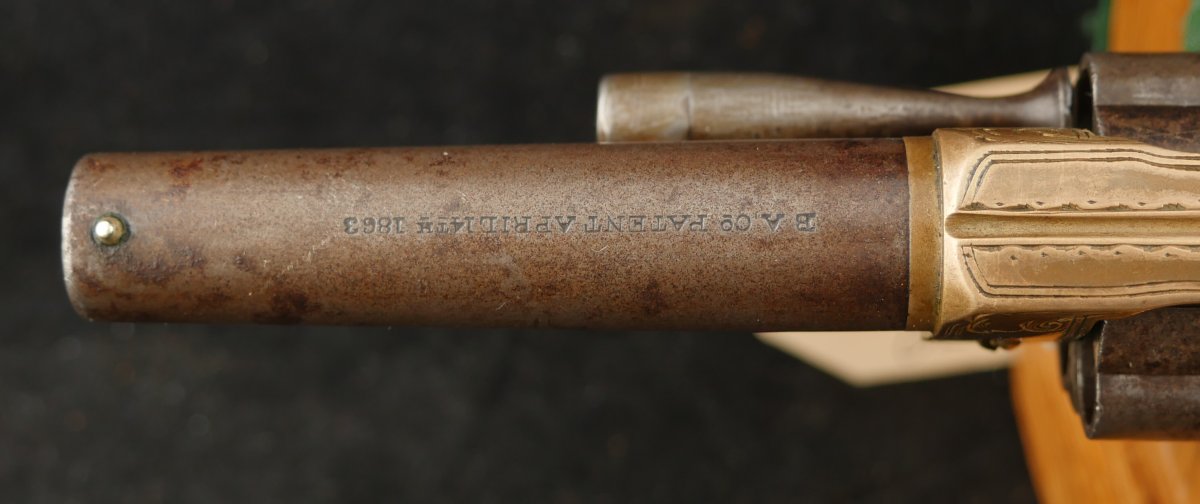 B A Cº PATENT APRIL 14TH 1863